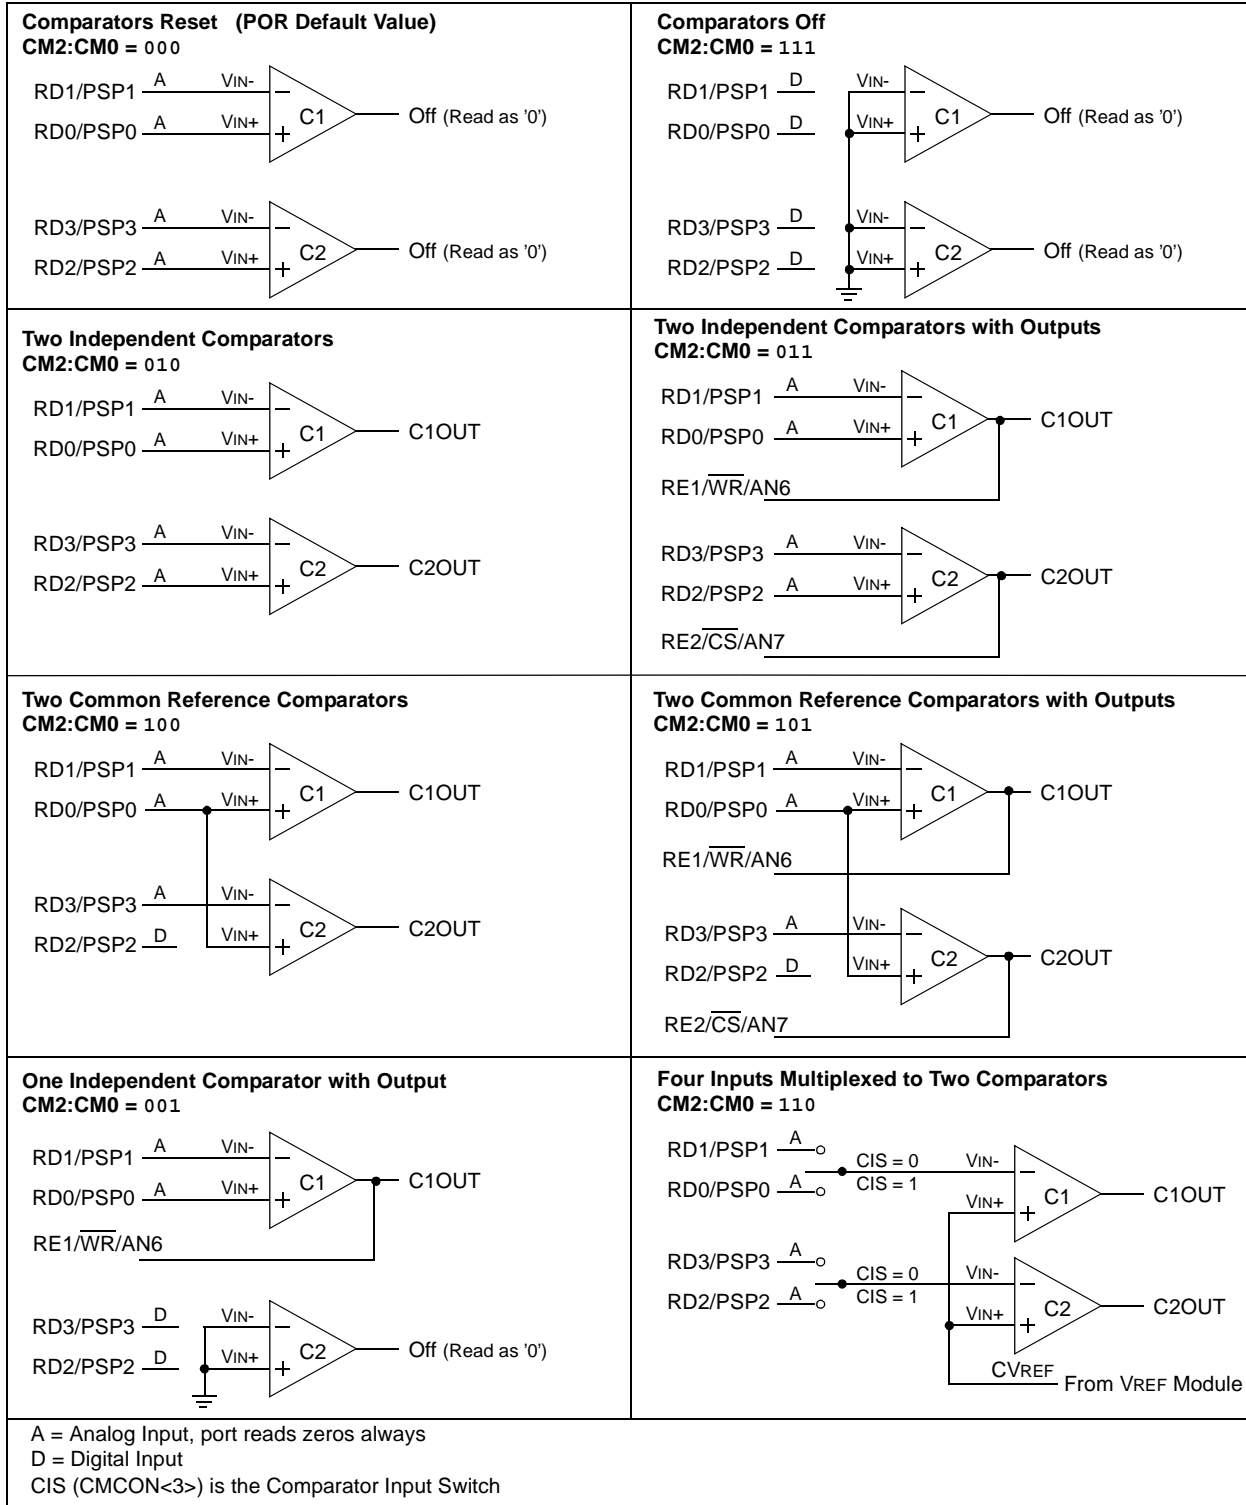 Comparators Reset (POR Default Value)
CM2:CM0 = 000
RD1/PSP1 A VIN-
RD0/PSP0 A VIN+
C1
Off (Read as '0')
RD3/PSP3 A VIN-
RD2/PSP2 A VIN+
C2
Off (Read as '0')
Comparators Off
CM2:CM0 = 111
RD1/PSP1 D VIN-
RD0/PSP0 D VIN+
C1
Off (Read as '0')
RD3/PSP3 D VIN-
RD2/PSP2 D VIN+
C2
Off (Read as '0')
Two Independent Comparators
CM2:CM0 = 010
RD1/PSP1 A VIN-
RD0/PSP0 A VIN+
C1
C1OUT
RD3/PSP3 A VIN-
RD2/PSP2 A VIN+
C2
C2OUT
Two Independent Comparators with Outputs
CM2:CM0 = 011
RD1/PSP1 A VIN-
RD0/PSP0 A VIN+
C1
C1OUT
RE1/WR/AN6
RD3/PSP3 A VIN-
RD2/PSP2 A VIN+
C2
C2OUT
RE2/CS/AN7
Two Common Reference Comparators
CM2:CM0 = 100
RD1/PSP1 A VIN-
RD0/PSP0 A VIN+
C1
C1OUT
RD3/PSP3 A VIN-
RD2/PSP2 D VIN+
C2
C2OUT
Two Common Reference Comparators with Outputs
CM2:CM0 = 101
RD1/PSP1 A VIN-
RD0/PSP0 A VIN+
C1
C1OUT
RE1/WR/AN6
RD3/PSP3 A VIN-
RD2/PSP2 D VIN+
C2
C2OUT
RE2/CS/AN7
One Independent Comparator with Output
CM2:CM0 = 001
RD1/PSP1 A VIN-
RD0/PSP0 A VIN+
C1
C1OUT
RE1/WR/AN6
RD3/PSP3 D VIN-
RD2/PSP2 D VIN+
C2
Off (Read as '0')
Four Inputs Multiplexed to Two Comparators
CM2:CM0 = 110
RD1/PSP1 A
CIS = 0 VIN-
RD0/PSP0 A CIS = 1
VIN+
C1
C1OUT
RD3/PSP3 A
CIS = 0 VIN-
RD2/PSP2 A CIS = 1
VIN+
C2
C2OUT
CVREF
From VREF Module
A = Analog Input, port reads zeros always
D = Digital Input
CIS (CMCON<3>) is the Comparator Input Switch